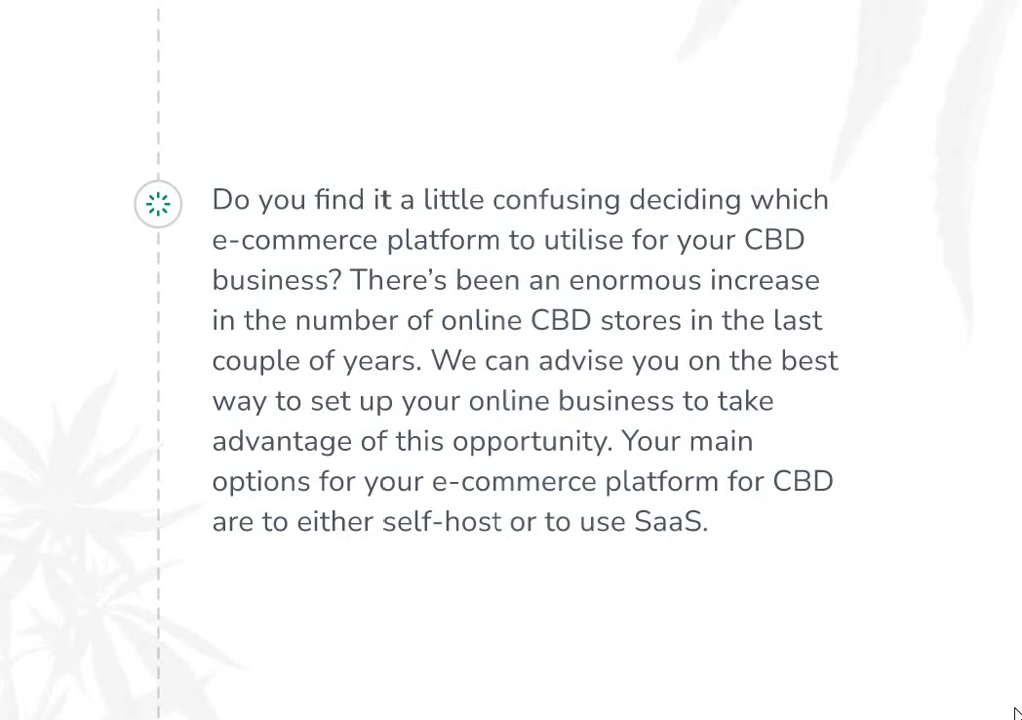 Do you find it a little confusing deciding which
e-commerce platform to utilise for your CBD
business? There’s been an enormous increase
in the number of online CBD stores in the last
couple of years. We can advise you on the best
way to set up your online business to take
advantage of this opportunity. Your main
options for your e-commerce platform for CBD
are to either self-host or to use SaaS.